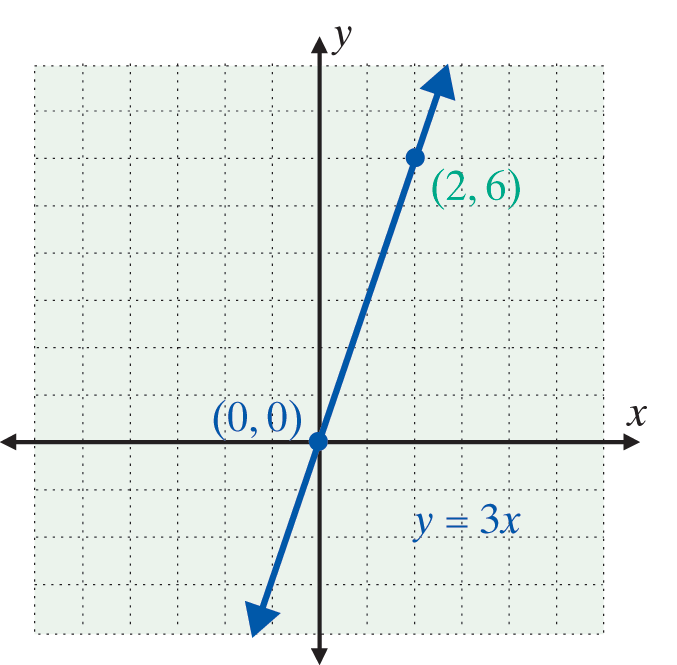 y
(2, 6)
(0, 0)
x
y = 3x